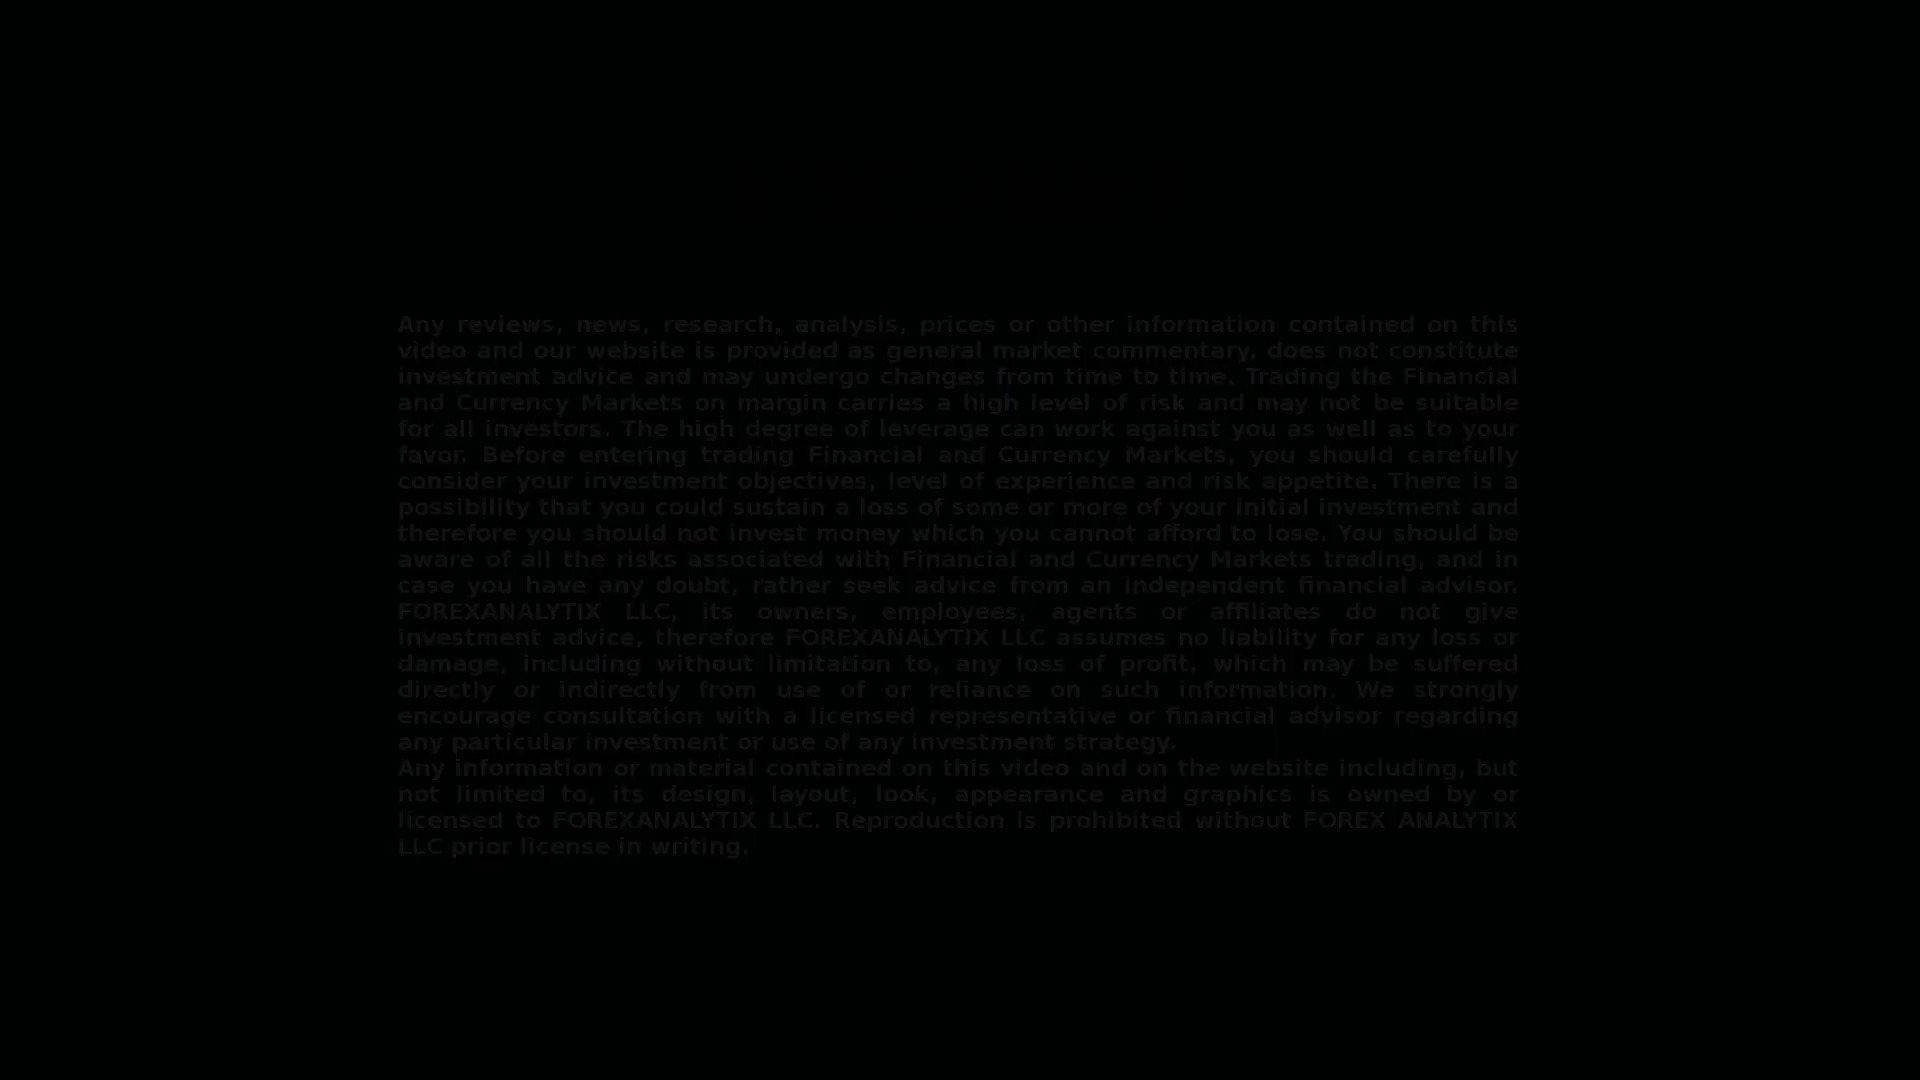 Any reviews, news, research, analysis, prices or other information contained on this
video and our website is provided as general market commentary, does not constitute
investment advice and may undergo changes from time to time. Trading the Financial
and Currency Markets on margin carries a high level of risk and may not be suitable
for all investors. The high degree of leverage can work against you as well as to your
favor. Before entering trading Financial and Currency Markets, you should carefully
consider your investment objectives, level of experience and risk appetite. There is a
possibility that you could sustain a loss of some or more of your initial investment and
therefore you should not invest money which you cannot afford to lose. You should be
aware of all the risks associated with Financial and Currency Markets trading, and in
case you have any doubt, rather seek advice from an independent financial advisor.
FOREXANALYTIX LLC, its owners, employees, agents or affiliates do not give
investment advice, therefore FOREXANALYTIX LLC assumes no liability for any loss or
damage, including without limitation to, any loss of profit, which may be suffered
directly or indirectly from use of or reliance on such information. We strongly
encourage consultation with a licensed representative or financial advisor regarding
any particular investment or use of any investment strategy.
Any information or material contained on this video and on the website including, but
not limited to, its design, layout, look, appearance and graphics is owned by or
licensed to FOREXANALYTIX LLC. Reproduction is prohibited without FOREX ANALYTIX
LLC prior license in writing.